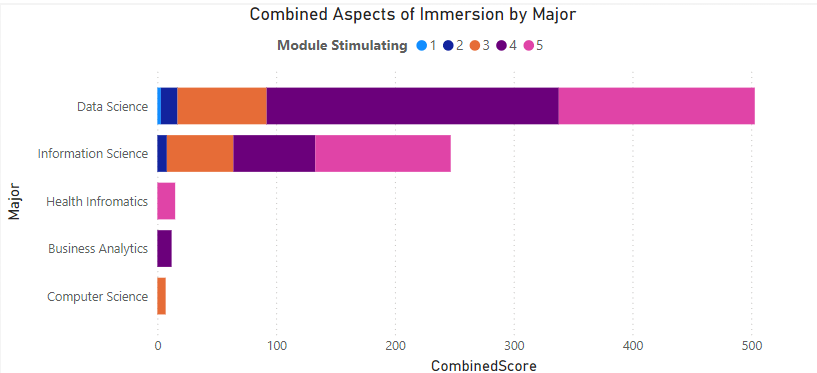 Combined Aspects of Immersion by Major
Module Stimulating 1 2 3 4 5
Major
Data Science
Information Science
Health Infromatics
Business Analytics
Computer Science
0 100 200 300 400 500
CombinedScore